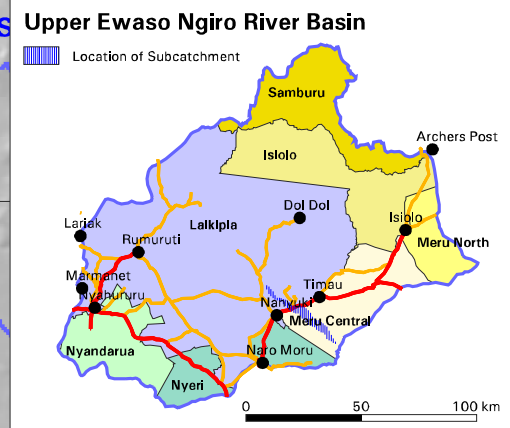 Upper Ewaso Ngiro River Basin
Location of Subcatchment
Samburu
Archers Post
Isiolo
Dol Dol
Lariak
Laikipia
Isiolo
Rumuruti
Meru North
Marmanet
Timau
Nyahururu
Nanyuki
Meru Central
Nyandarua
Naro Moru
Nyeri
0 50 100 km